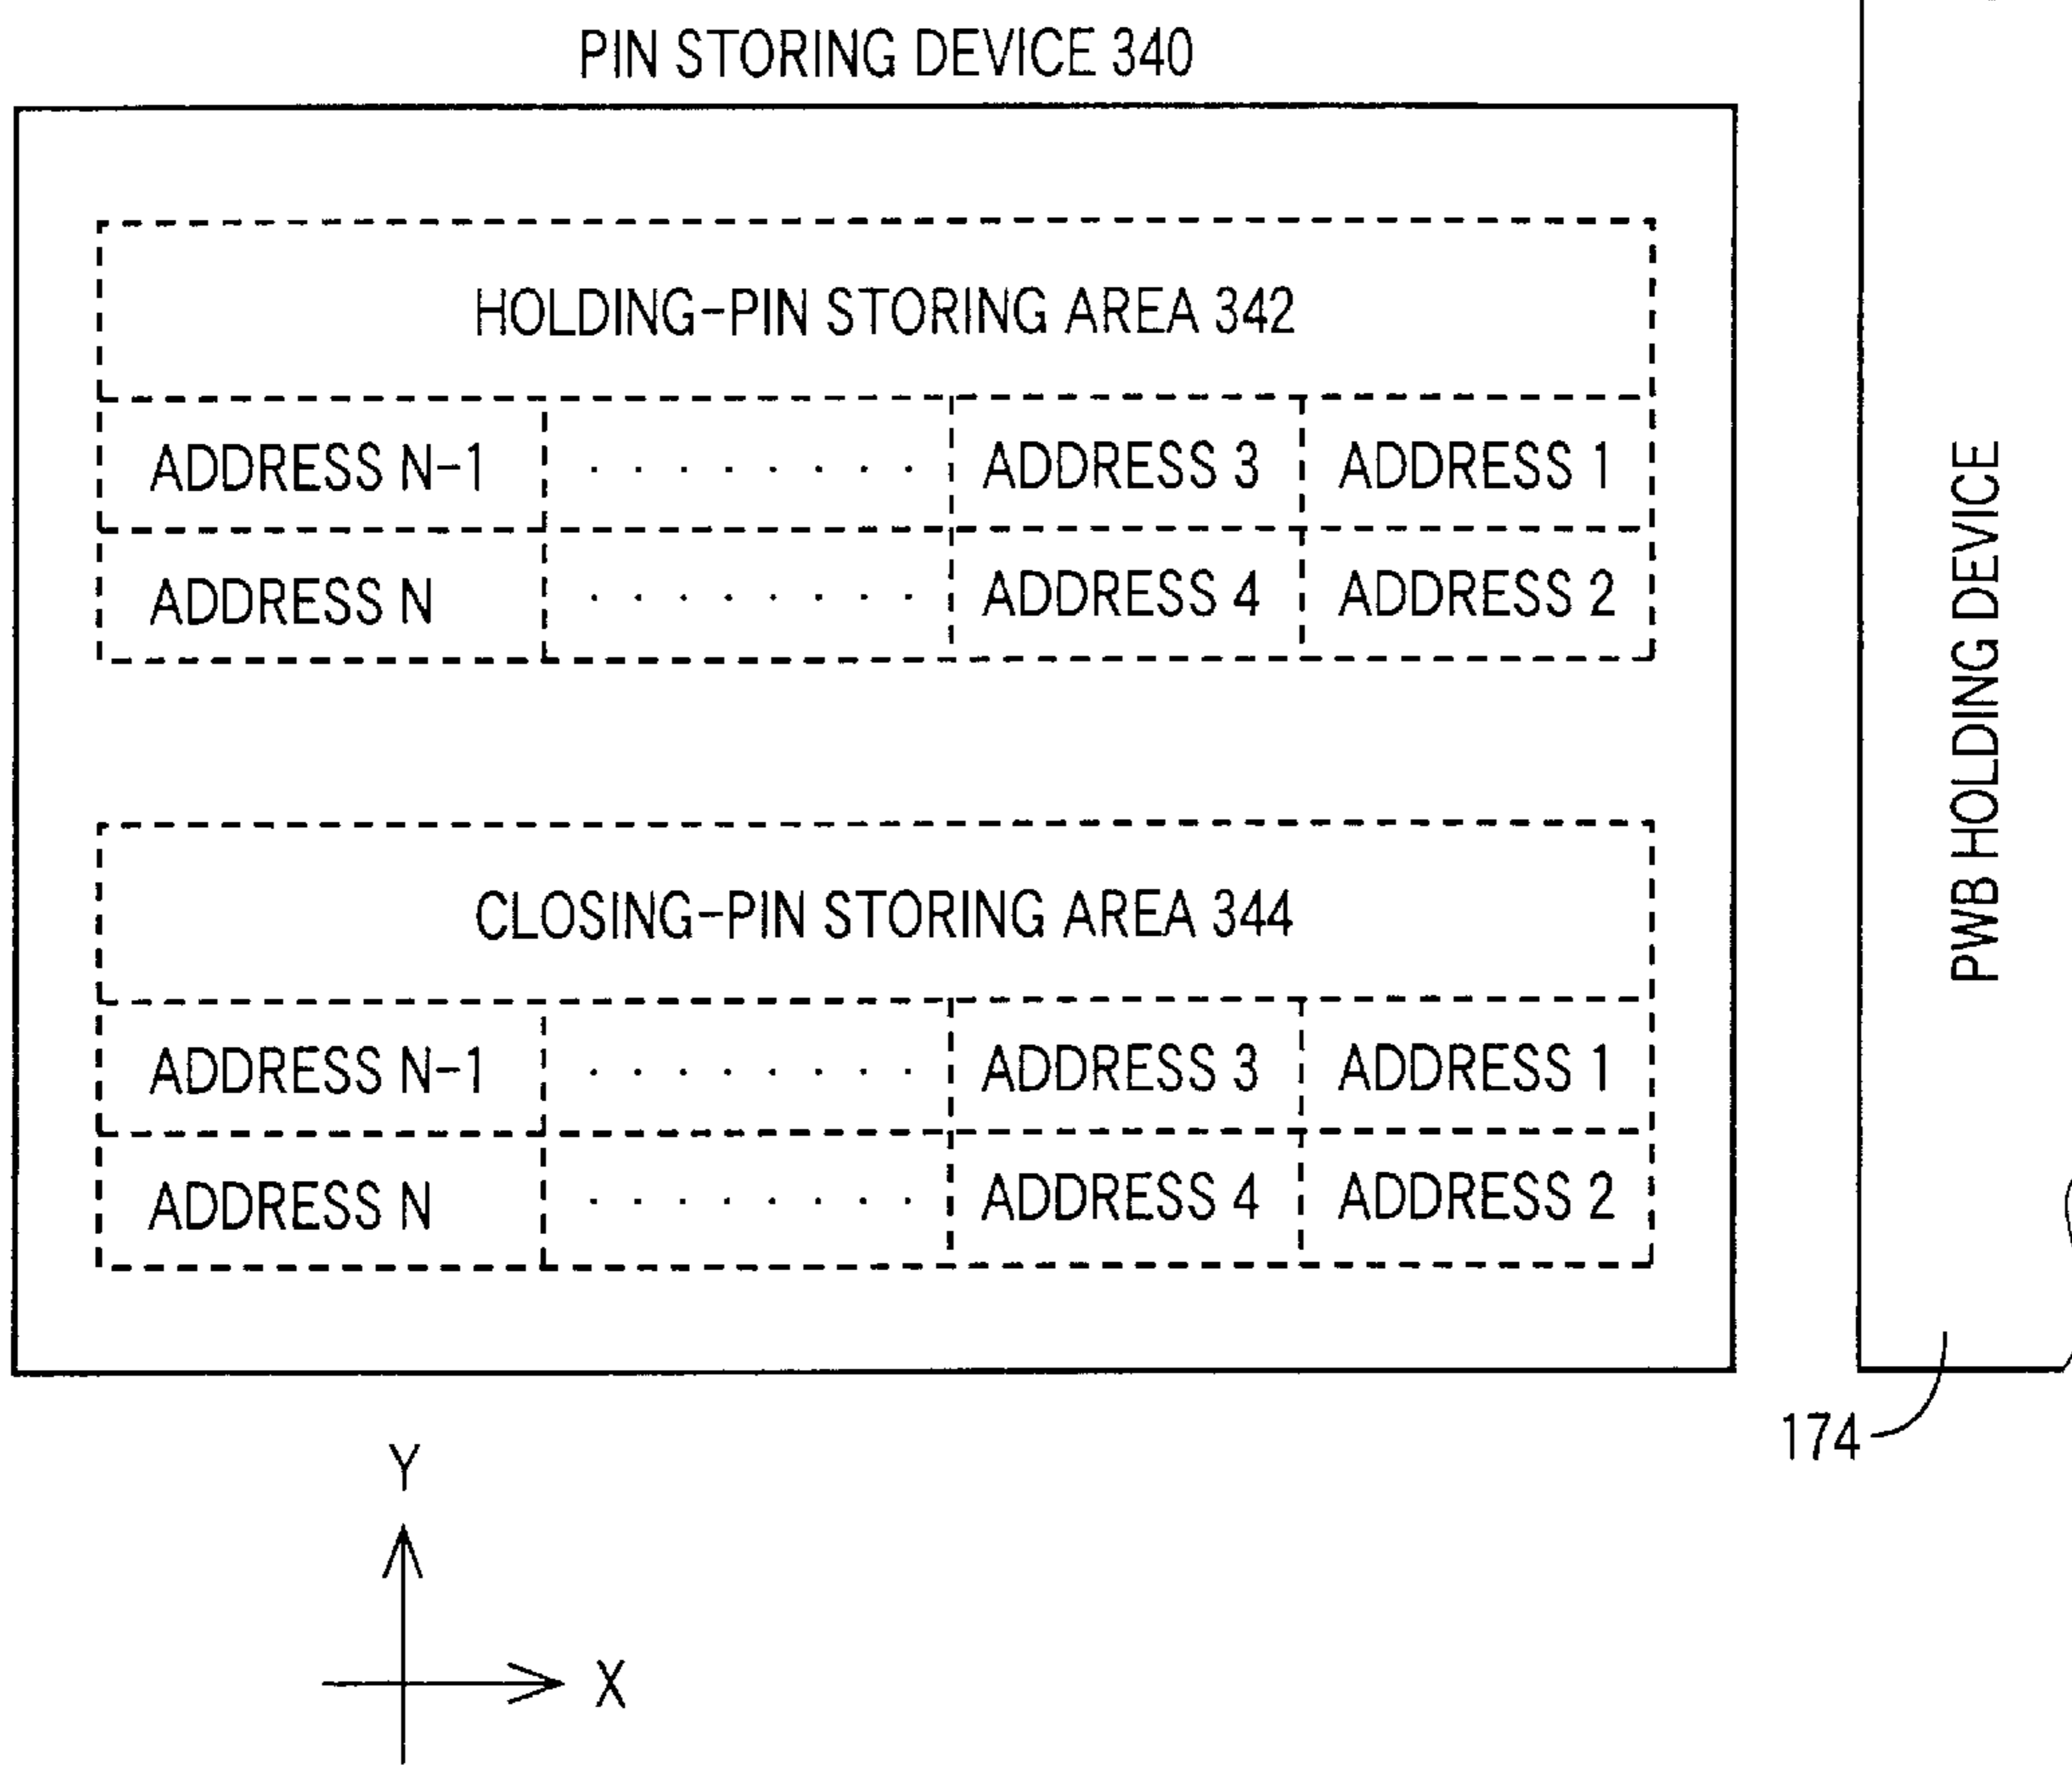 PIN STORING DEVICE 340
HOLDING-PIN STORING AREA 342
ADDRESS N-1 ........ ADDRESS 3 ADDRESS 1
ADDRESS N ........ ADDRESS 4 ADDRESS 2
CLOSING-PIN STORING AREA 344
ADDRESS N-1 ........ ADDRESS 3 ADDRESS 1
ADDRESS N ........ ADDRESS 4 ADDRESS 2
PWB HOLDING DEVICE
174
Y
X